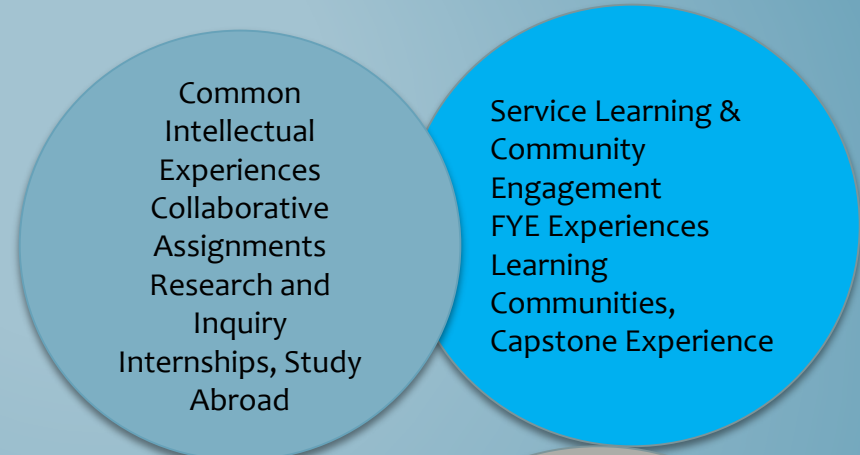 Common
Intellectual
Experiences
Collaborative
Assignments
Research and
Inquiry
Internships, Study
Abroad
Service Learning &
Community
Engagement
FYE Experiences
Learning
Communities,
Capstone Experience